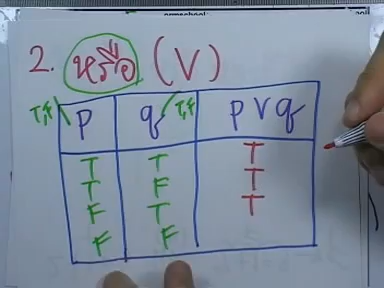 2. หรือ (V)
T,F p q T,F p V q
T T T
T F T
F T T
F F